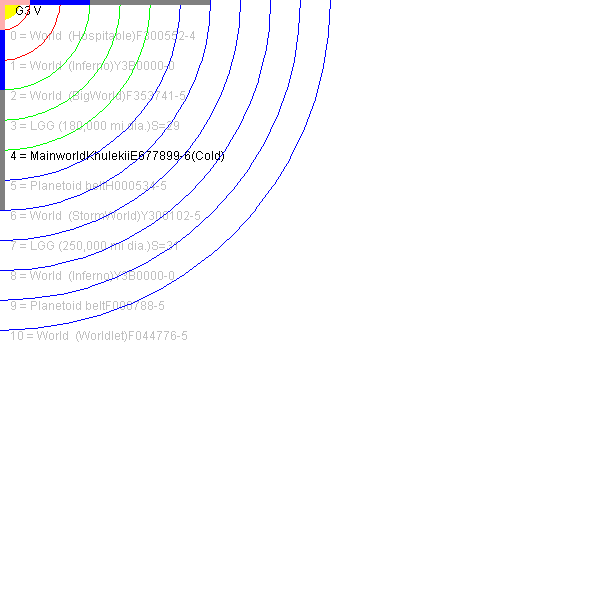 G3 V
0 = World (Hospitable)F300552-4
1 = World (Inferno)Y3B0000-0
2 = World (BigWorld)F353741-5
3 = LGG (180,000 mi dia.)S=29
4 = MainworldKhulekiiE677899-6(Cold)
5 = Planetoid beltH000534-5
6 = World (StormWorld)Y300102-5
7 = LGG (250,000 mi dia.)S=31
8 = World (Inferno)Y3B0000-0
9 = Planetoid beltF000788-5
10 = World (Worldlet)F044776-5